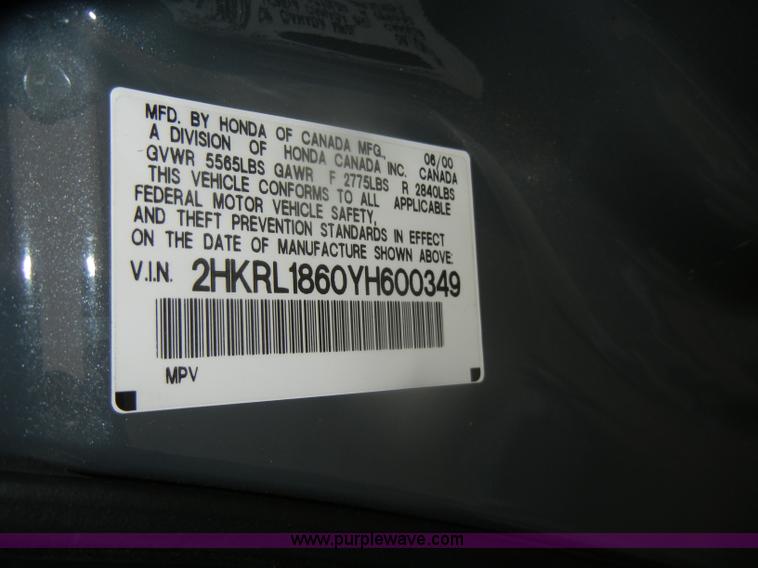 MFD. BY HONDA OF CANADA MFG., 06/00
A DIVISION OF HONDA CANADA INC. CANADA
GVWR 5565LBS GAWR F 2775LBS R 2840LBS
THIS VEHICLE CONFORMS TO ALL APPLICABLE
FEDERAL MOTOR VEHICLE SAFETY,
AND THEFT PREVENTION STANDARDS IN EFFECT
ON THE DATE OF MANUFACTURE SHOWN ABOVE.
V.I.N. 2HKRL1860YH600349
MPV
www.purplewave.com